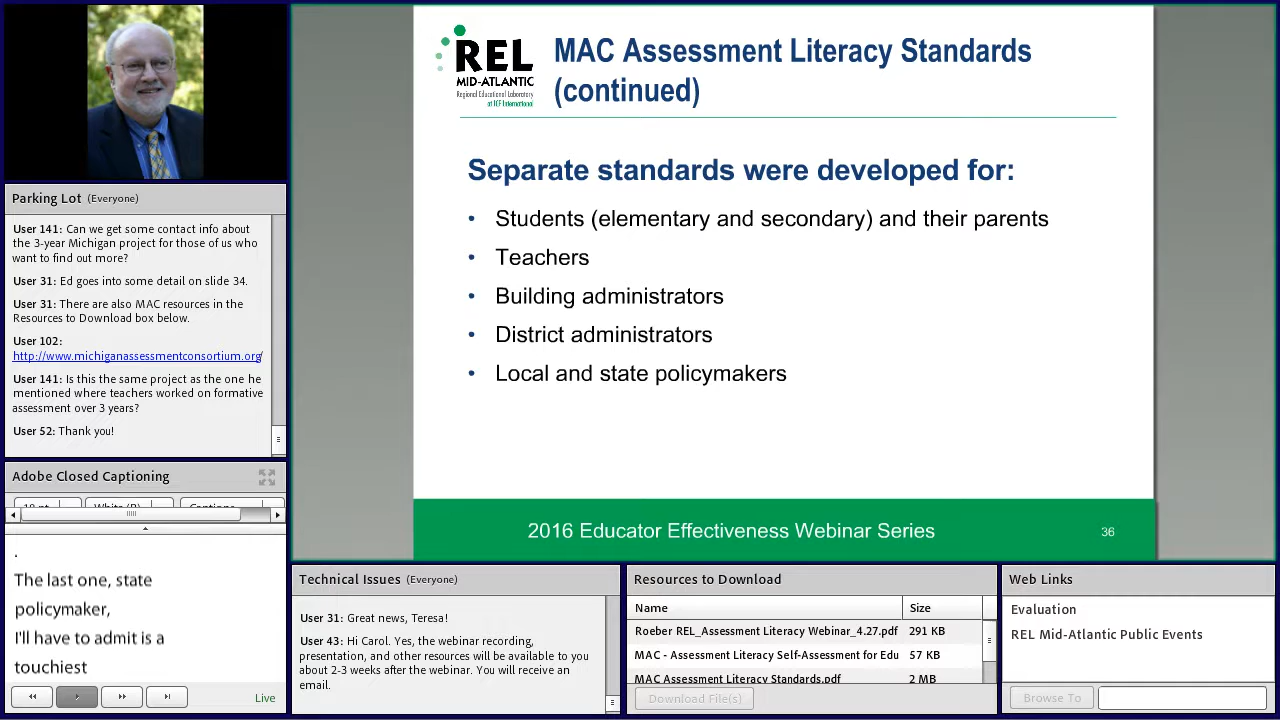 REL
MID-ATLANTIC
Regional Educational Laboratory
at ICF International
MAC Assessment Literacy Standards
(continued)
Separate standards were developed for:
• Students (elementary and secondary) and their parents
• Teachers
• Building administrators
• District administrators
• Local and state policymakers
2016 Educator Effectiveness Webinar Series
36
Parking Lot (Everyone)
User 141: Can we get some contact info about
the 3-year Michigan project for those of us who
want to find out more?
User 31: Ed goes into some detail on slide 34.
User 31: There are also MAC resources in the
Resources to Download box below.
User 102:
http://www.michiganassessmentconsortium.org/
User 141: Is this the same project as the one he
mentioned where teachers worked on formative
assessment over 3 years?
User 52: Thank you!
Adobe Closed Captioning
.
The last one, state
policymaker,
I'll have to admit is a
touchiest
Live
Technical Issues (Everyone)
User 31: Great news, Teresa!
User 43: Hi Carol. Yes, the webinar recording,
presentation, and other resources will be available to you
about 2-3 weeks after the webinar. You will receive an
email.
Resources to Download
Name Size
Roeber REL_Assessment Literacy Webinar_4.27.pdf 291 KB
MAC - Assessment Literacy Self-Assessment for Edu 57 KB
MAC Assessment Literacy Standards.pdf 2 MB
Download File(s)
Web Links
Evaluation
REL Mid-Atlantic Public Events
Browse To